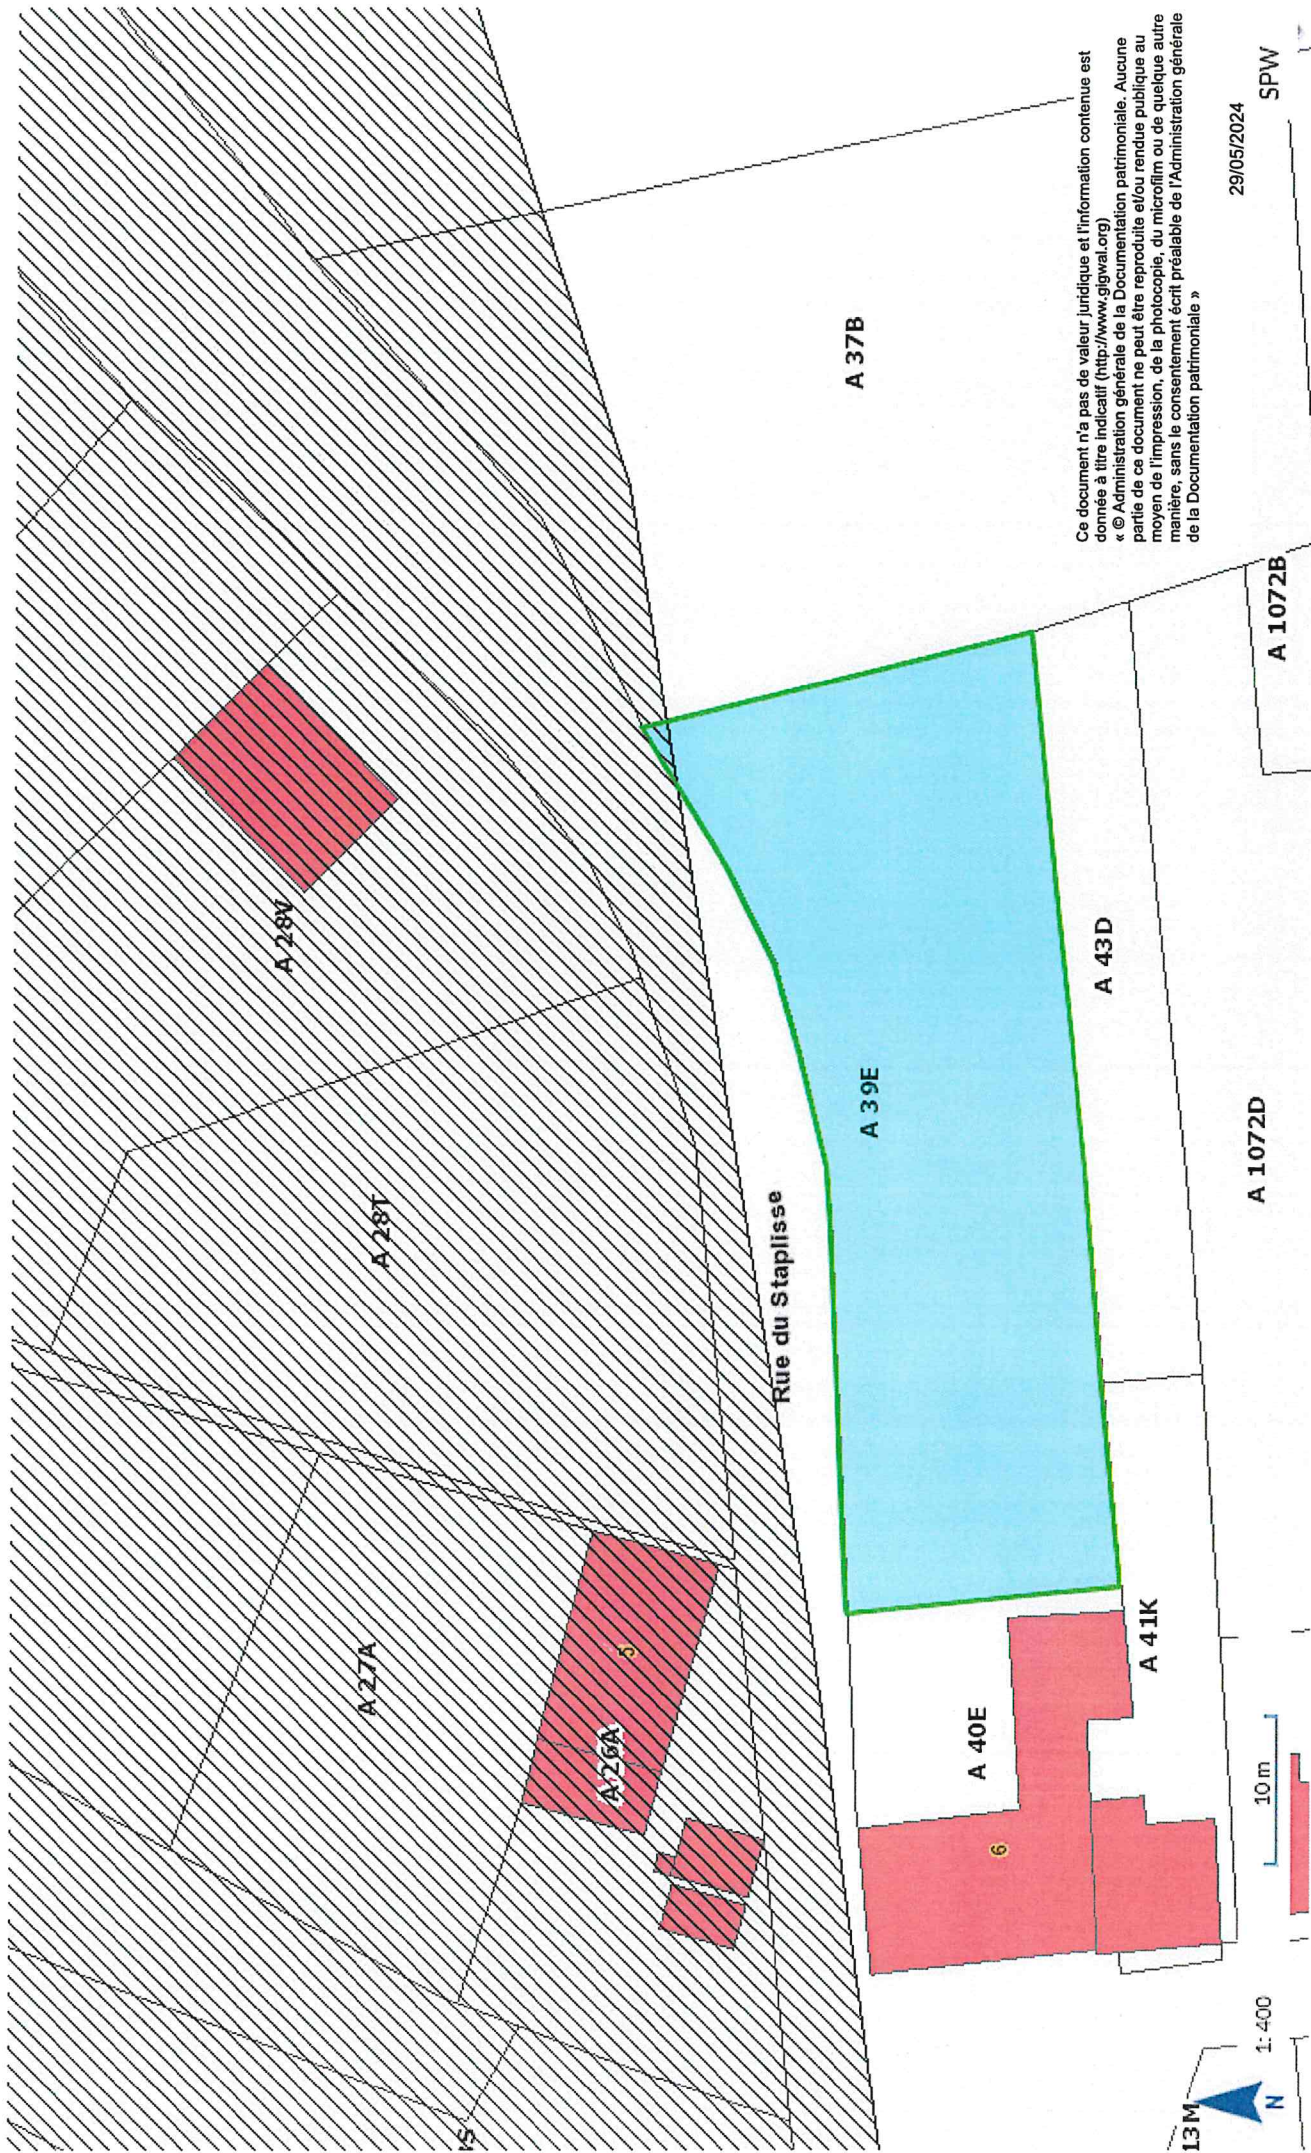 A 28V
A 28T
A 27A
A 26A
5
Rue du Staplisse
A 37B
A 39E
A 43D
A 40E
6
A 41K
A 1072B
A 1072D
13M
Ce document n'a pas de valeur juridique et l'information contenue est
donnée à titre indicatif (http://www.gigwal.org)
« © Administration générale de la Documentation patrimoniale. Aucune
partie de ce document ne peut être reproduite et/ou rendue publique au
moyen de l'impression, de la photocopie, du microfilm ou de quelque autre
manière, sans le consentement écrit préalable de l'Administration générale
de la Documentation patrimoniale »
N
1: 400
10 m
29/05/2024
SPW